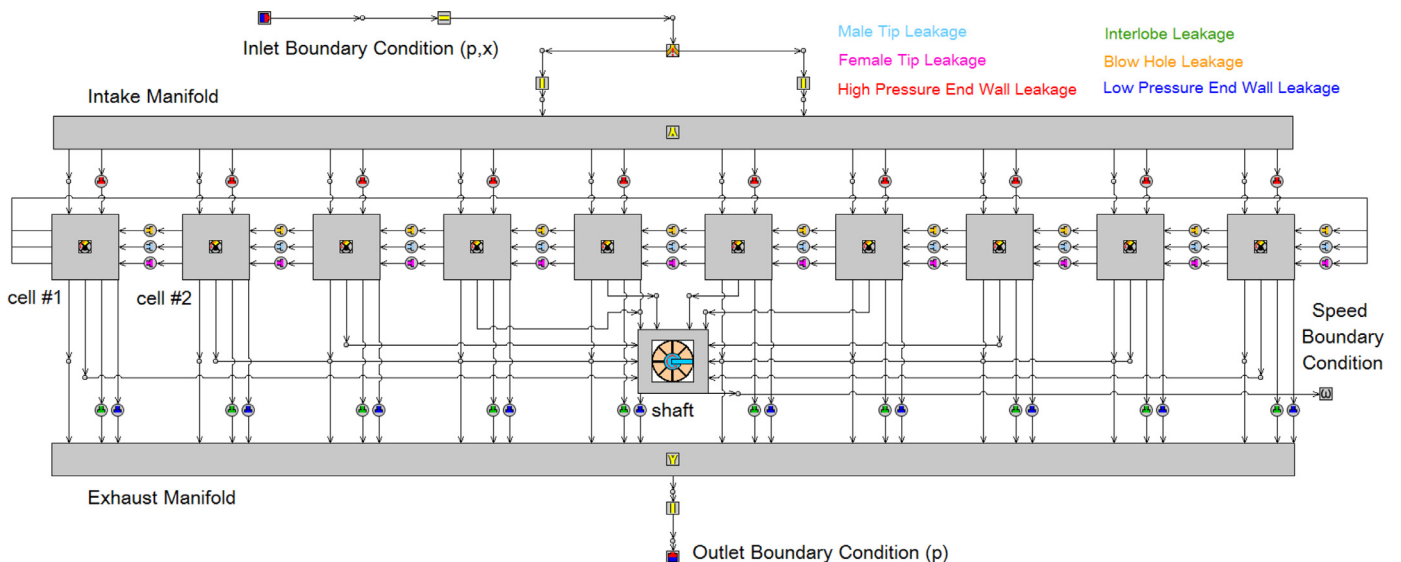 Inlet Boundary Condition (p,x)
Male Tip Leakage
Interlobe Leakage
Female Tip Leakage
Blow Hole Leakage
High Pressure End Wall Leakage
Low Pressure End Wall Leakage
Intake Manifold
cell #1
cell #2
Speed
Boundary
Condition
ω
shaft
Exhaust Manifold
Outlet Boundary Condition (p)